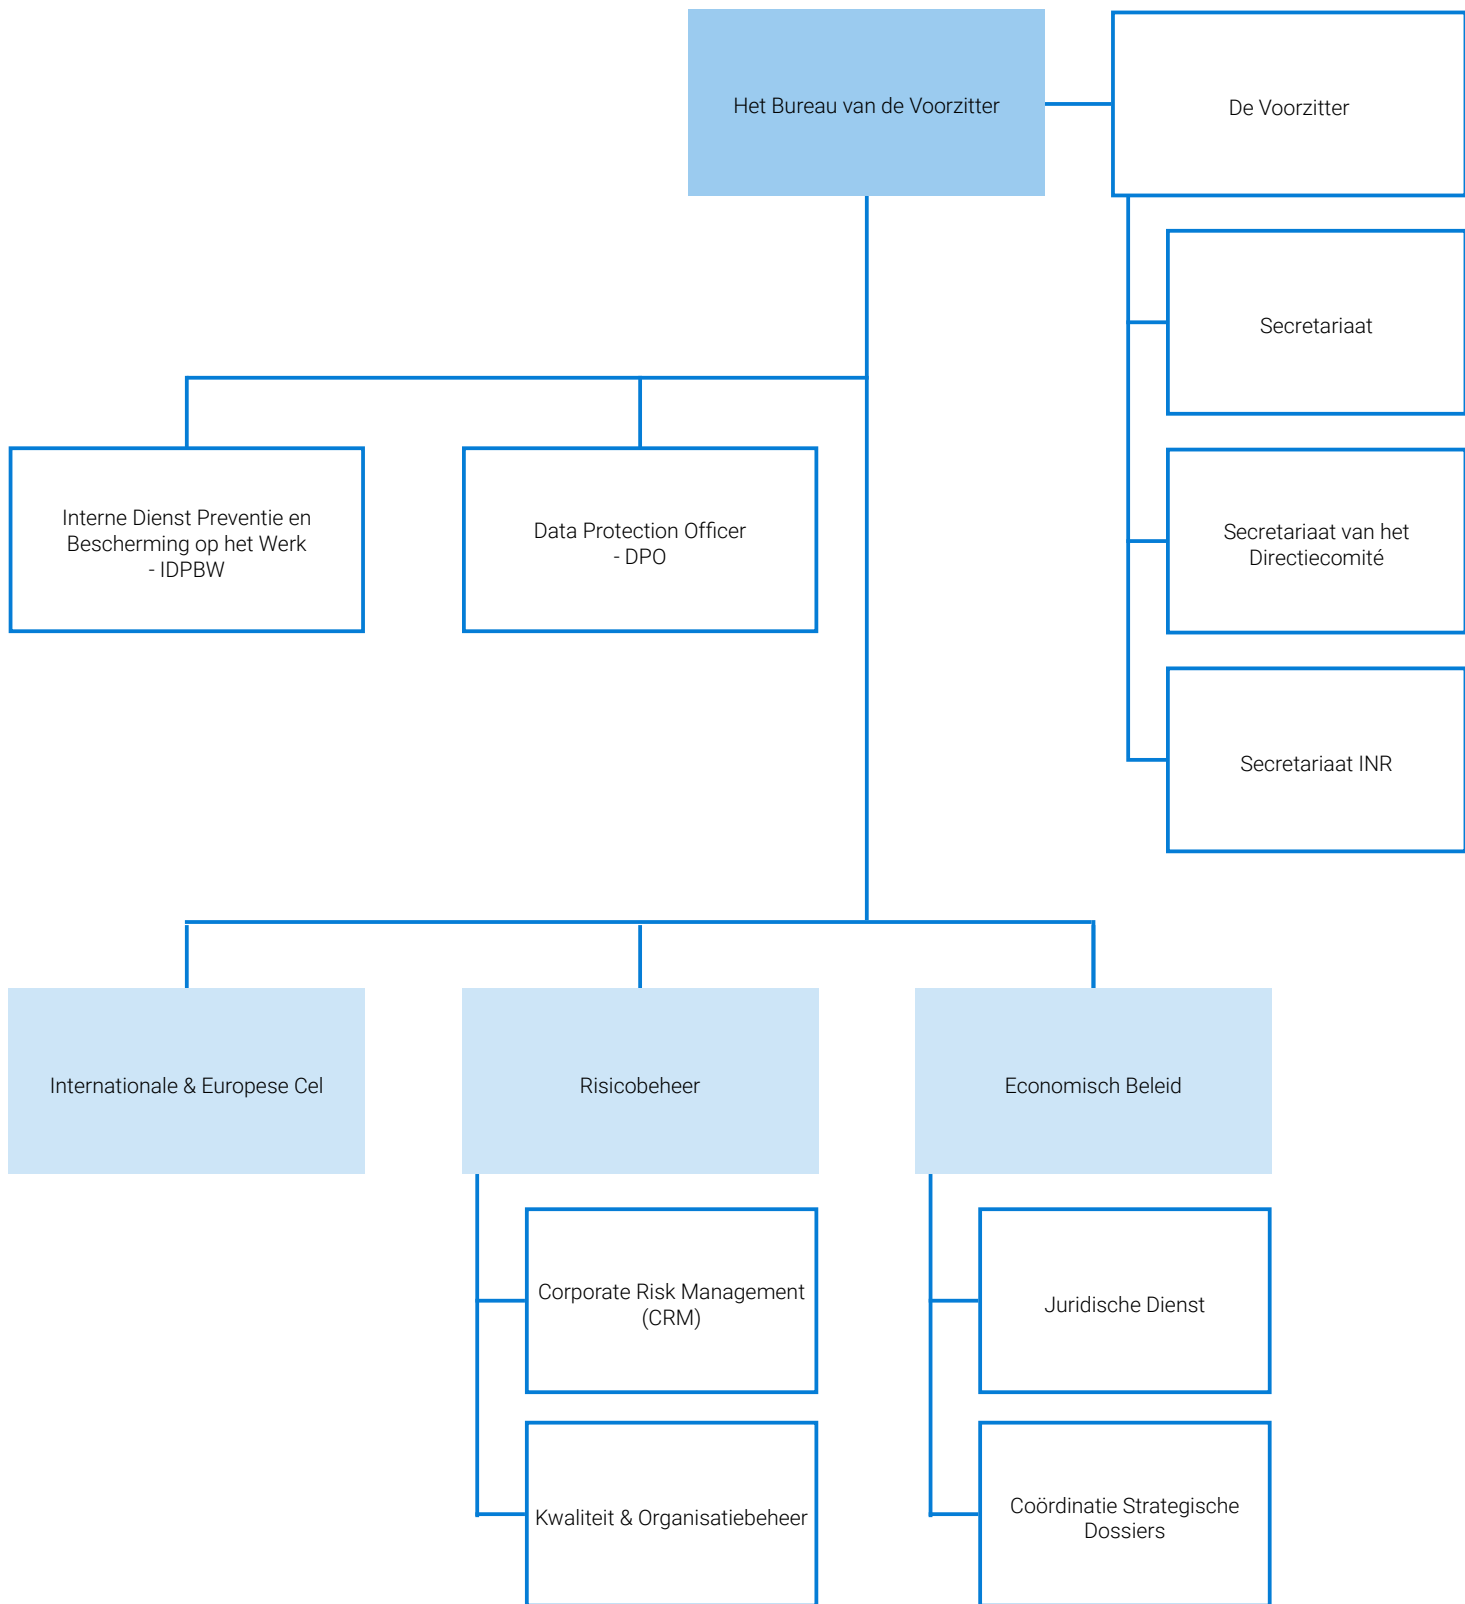 Het Bureau van de Voorzitter
De Voorzitter
Secretariaat
Secretariaat van het
Directiecomité
Secretariaat INR
Interne Dienst Preventie en
Bescherming op het Werk
- IDPBW
Data Protection Officer
- DPO
Internationale & Europese Cel
Risicobeheer
Economisch Beleid
Corporate Risk Management
(CRM)
Kwaliteit & Organisatiebeheer
Juridische Dienst
Coördinatie Strategische
Dossiers